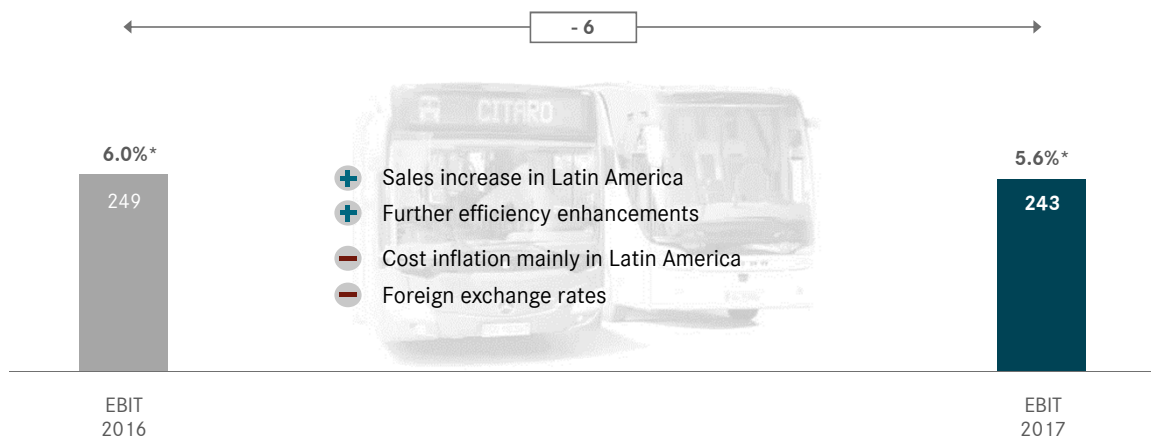 - 6
CITARO
6.0%*
249
5.6%*
243
Sales increase in Latin America
Further efficiency enhancements
Cost inflation mainly in Latin America
Foreign exchange rates
EBIT
2016
EBIT
2017